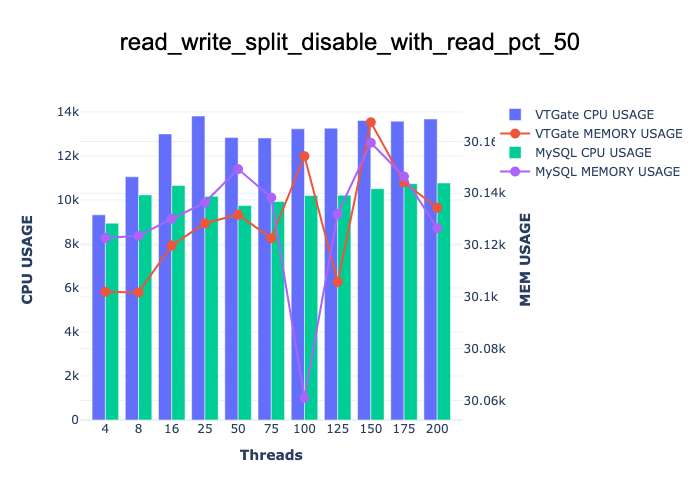 read_write_split_disable_with_read_pct_50
14k
12k
10k
8k
6k
4k
2k
0
CPU USAGE
4 8 16 25 50 75 100 125 150 175 200
Threads
30.16
30.14k
30.12k
30.1k
30.08k
30.06k
MEM USAGE
VTGate CPU USAGE
VTGate MEMORY USAGE
MySQL CPU USAGE
MySQL MEMORY USAGE